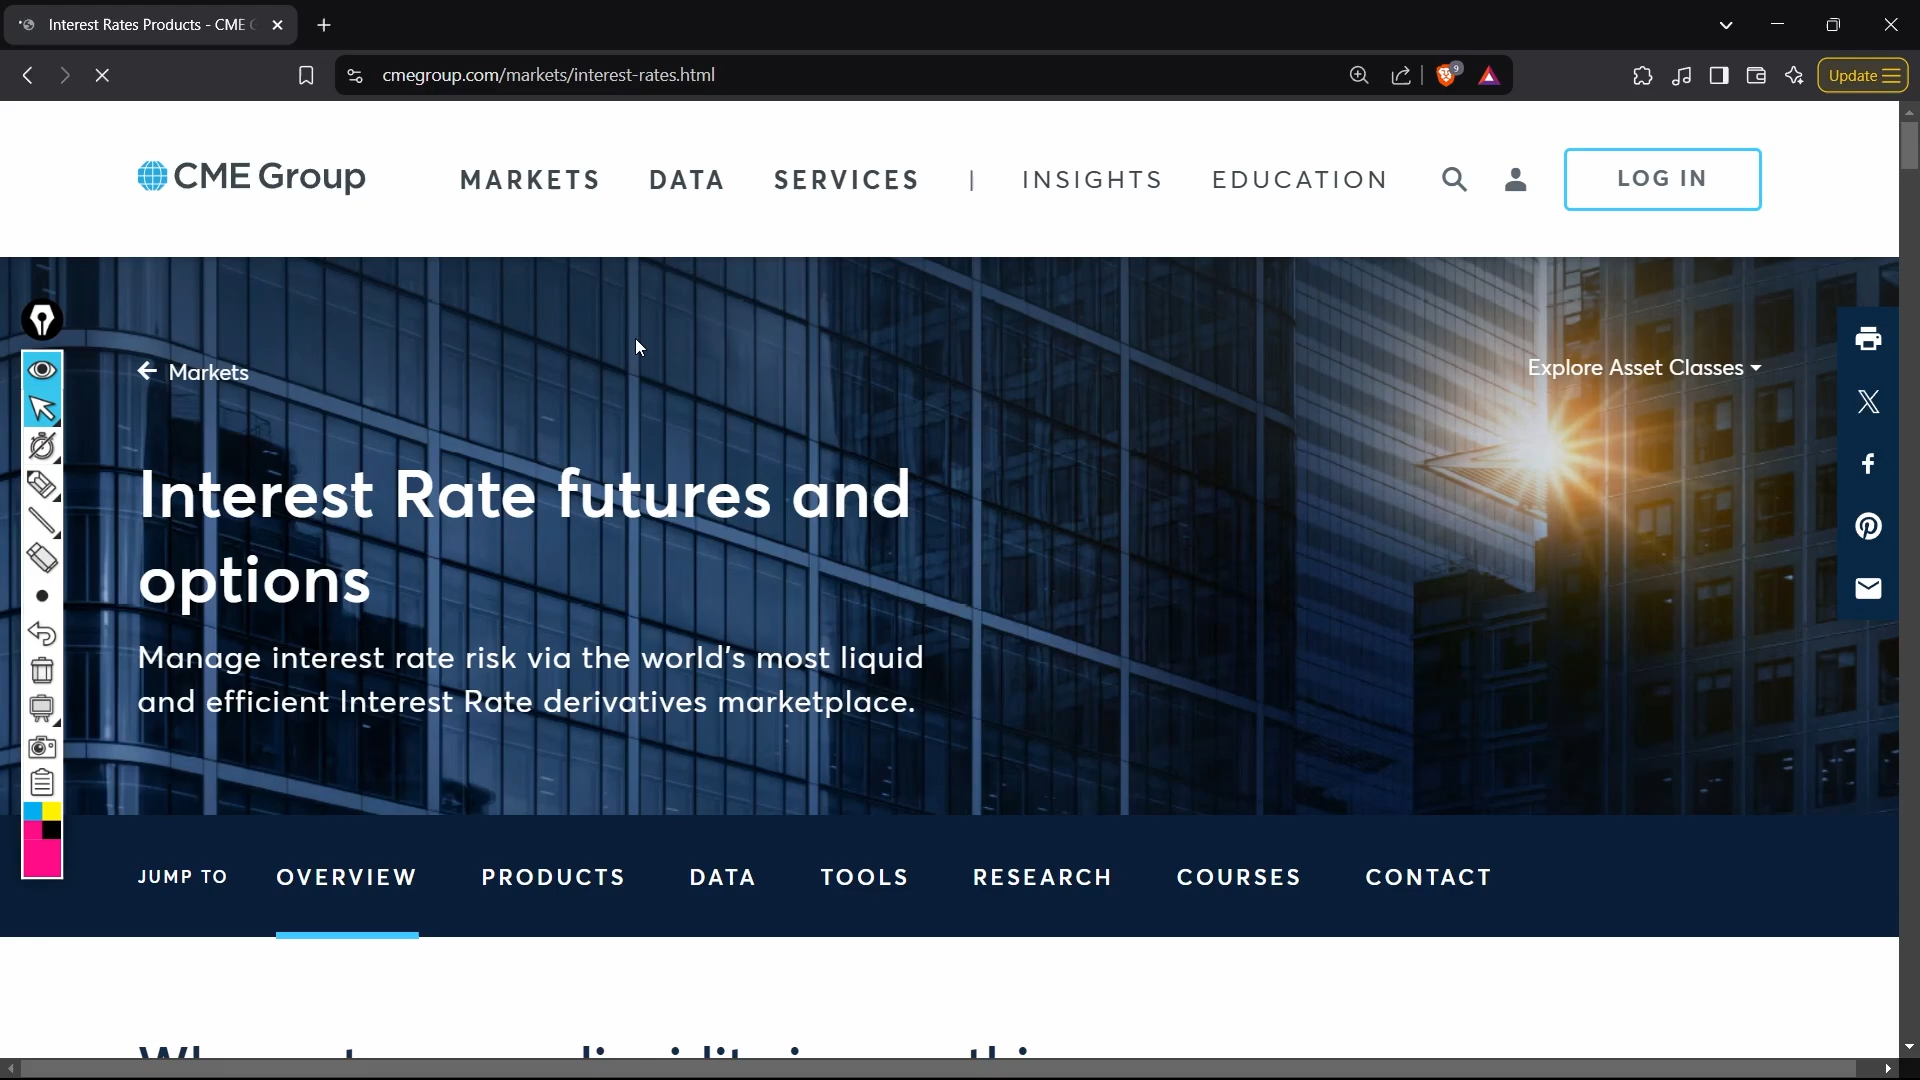 Interest Rates Products - CME
cmegroup.com/markets/interest-rates.html
9
Update
CME Group
MARKETS
DATA
SERVICES
|
INSIGHTS
EDUCATION
LOG IN
Markets
Explore Asset Classes
Interest Rate futures and
options
Manage interest rate risk via the world's most liquid
and efficient Interest Rate derivatives marketplace.
JUMP TO
OVERVIEW
PRODUCTS
DATA
TOOLS
RESEARCH
COURSES
CONTACT